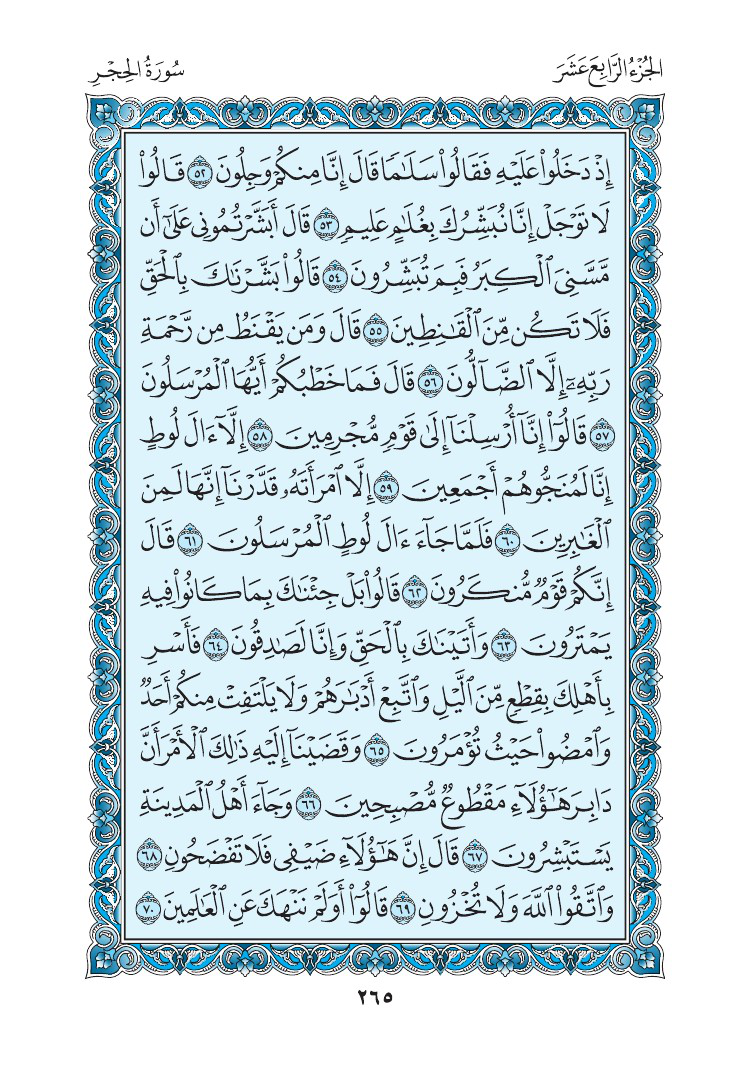 الجُزْءُ الرَّابِعَ عَشَرَ
سُورَةُ الحِجْرِ
إِذۡ دَخَلُواْ عَلَيۡهِ فَقَالُواْ سَلَٰمٗا قَالَ إِنَّا مِنكُمۡ وَجِلُونَ ٥٢ قَالُواْ
لَا تَوۡجَلۡ إِنَّا نُبَشِّرُكَ بِغُلَٰمٍ عَلِيمٖ ٥٣ قَالَ أَبَشَّرۡتُمُونِي عَلَىٰٓ أَن
مَّسَّنِيَ ٱلۡكِبَرُ فَبِمَ تُبَشِّرُونَ ٥٤ قَالُواْ بَشَّرۡنَٰكَ بِٱلۡحَقِّ
فَلَا تَكُن مِّنَ ٱلۡقَٰنِطِينَ ٥٥ قَالَ وَمَن يَقۡنَطُ مِن رَّحۡمَةِ
رَبِّهِۦٓ إِلَّا ٱلضَّآلُّونَ ٥٦ قَالَ فَمَا خَطۡبُكُمۡ أَيُّهَا ٱلۡمُرۡسَلُونَ
٥٧ قَالُوٓاْ إِنَّآ أُرۡسِلۡنَآ إِلَىٰ قَوۡمٖ مُّجۡرِمِينَ ٥٨ إِلَّآ ءَالَ لُوطٍ
إِنَّا لَمُنَجُّوهُمۡ أَجۡمَعِينَ ٥٩ إِلَّا ٱمۡرَأَتَهُۥ قَدَّرۡنَآ إِنَّهَا لَمِنَ
ٱلۡغَٰبِرِينَ ٦٠ فَلَمَّا جَآءَ ءَالَ لُوطٍ ٱلۡمُرۡسَلُونَ ٦١ قَالَ
إِنَّكُمۡ قَوۡمٞ مُّنكَرُونَ ٦٢ قَالُواْ بَلۡ جِئۡنَٰكَ بِمَا كَانُواْ فِيهِ
يَمۡتَرُونَ ٦٣ وَأَتَيۡنَٰكَ بِٱلۡحَقِّ وَإِنَّا لَصَٰدِقُونَ ٦٤ فَأَسۡرِ
بِأَهۡلِكَ بِقِطۡعٖ مِّنَ ٱلَّيۡلِ وَٱتَّبِعۡ أَدۡبَٰرَهُمۡ وَلَا يَلۡتَفِتۡ مِنكُمۡ أَحَدٞ
وَٱمۡضُواْ حَيۡثُ تُؤۡمَرُونَ ٦٥ وَقَضَيۡنَآ إِلَيۡهِ ذَٰلِكَ ٱلۡأَمۡرَ أَنَّ
دَابِرَ هَٰٓؤُلَآءِ مَقۡطُوعٞ مُّصۡبِحِينَ ٦٦ وَجَآءَ أَهۡلُ ٱلۡمَدِينَةِ
يَسۡتَبۡشِرُونَ ٦٧ قَالَ إِنَّ هَٰٓؤُلَآءِ ضَيۡفِي فَلَا تَفۡضَحُونِ ٦٨
وَٱتَّقُواْ ٱللَّهَ وَلَا تُخۡزُونِ ٦٩ قَالُوٓاْ أَوَلَمۡ نَنۡهَكَ عَنِ ٱلۡعَٰلَمِينَ ٧٠
٢٦٥